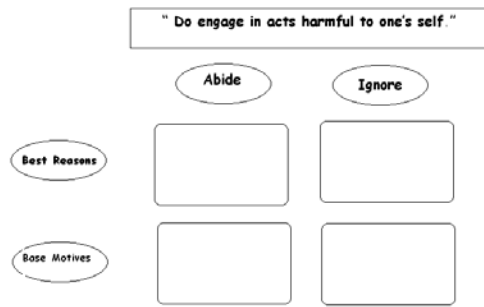 “ Do engage in acts harmful to one’s self.”
Abide
Ignore
Best Reasons
Base Motives